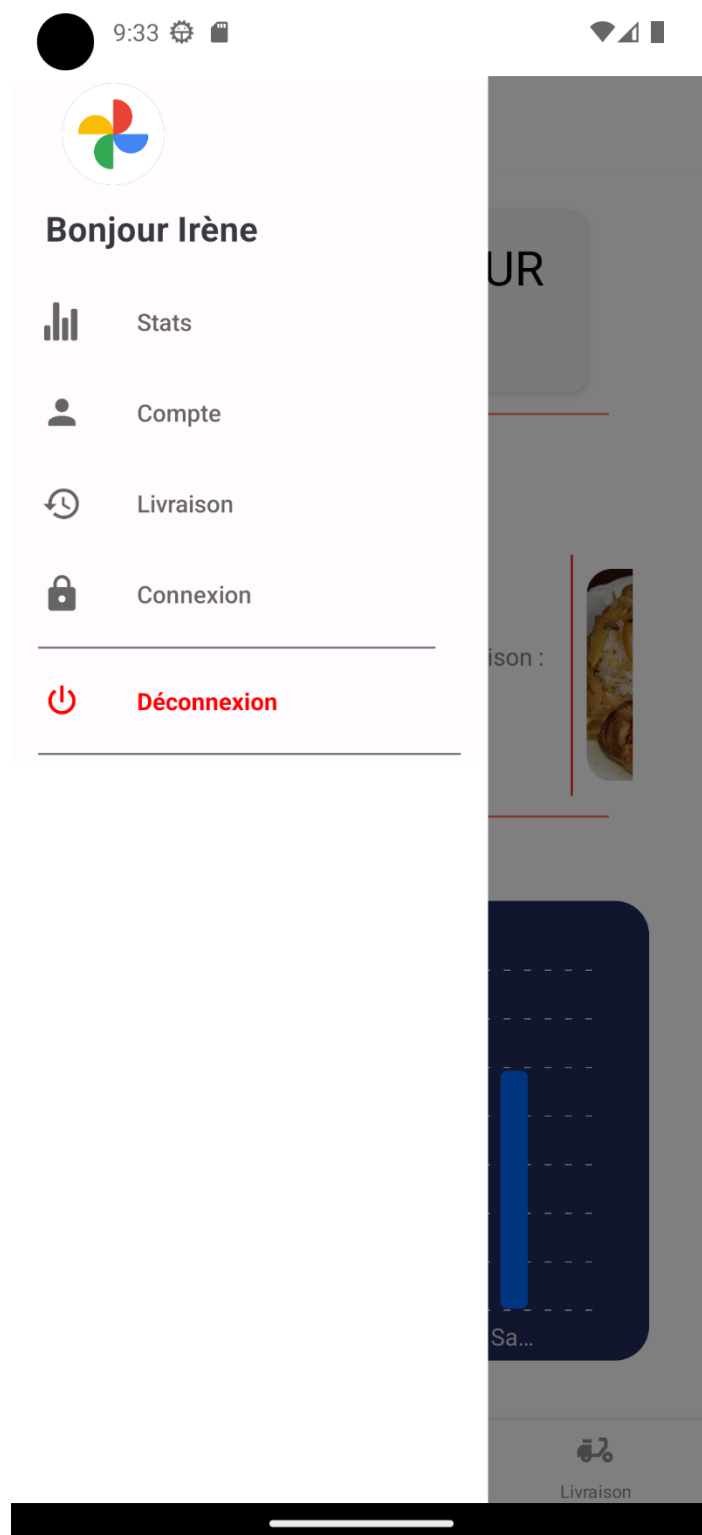 9:33
Bonjour Irène
UR
Stats
Compte
Livraison
Connexion
ison :
Déconnexion
Sa…
Livraison